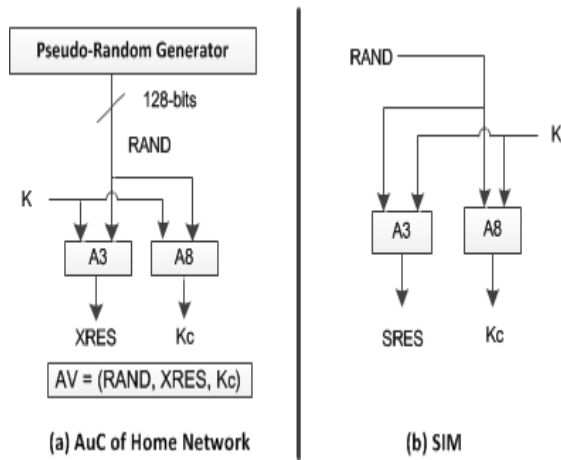 Pseudo-Random Generator
128-bits
RAND
K
A3
A8
XRES
Kc
AV = (RAND, XRES, Kc)
(a) AuC of Home Network
RAND
K
A3
A8
SRES
Kc
(b) SIM